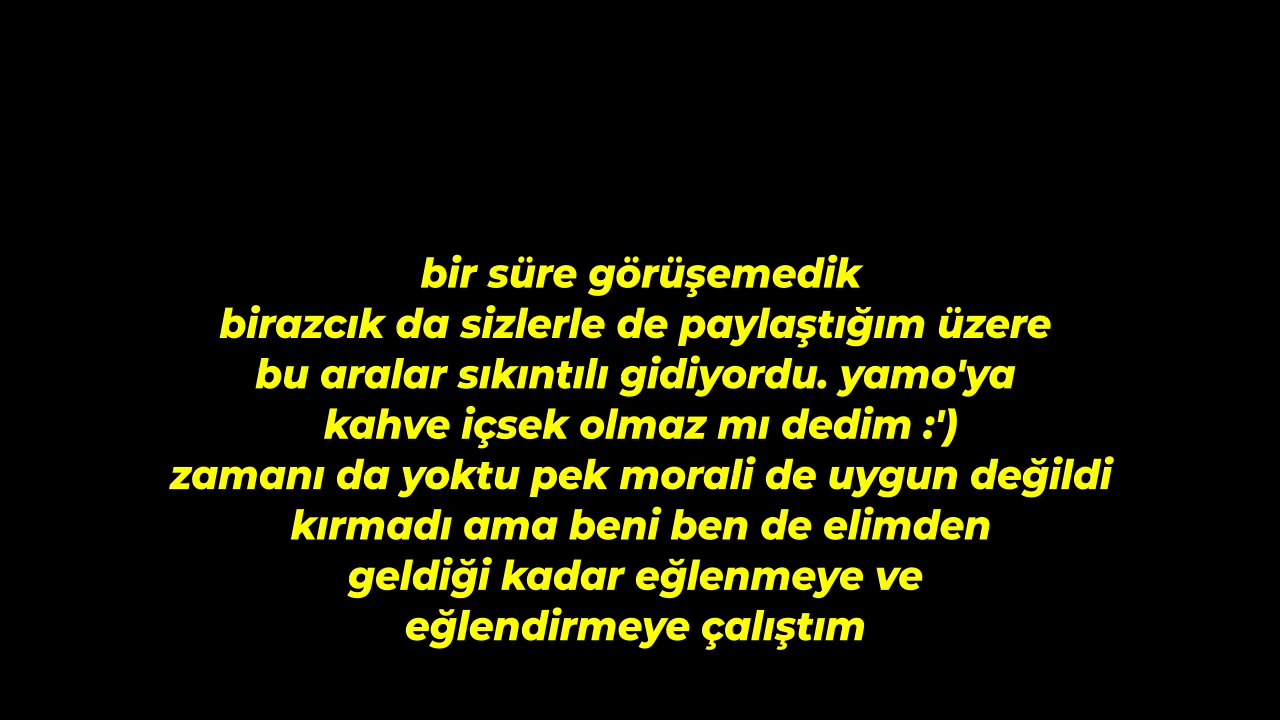 bir süre görüşemedik
birazcık da sizlerle de paylaştığım üzere
bu aralar sıkıntılı gidiyordu. yamo'ya
kahve içsek olmaz mı dedim :')
zamanı da yoktu pek morali de uygun değildi
kırmadı ama beni ben de elimden
geldiği kadar eğlenmeye ve
eğlendirmeye çalıştım